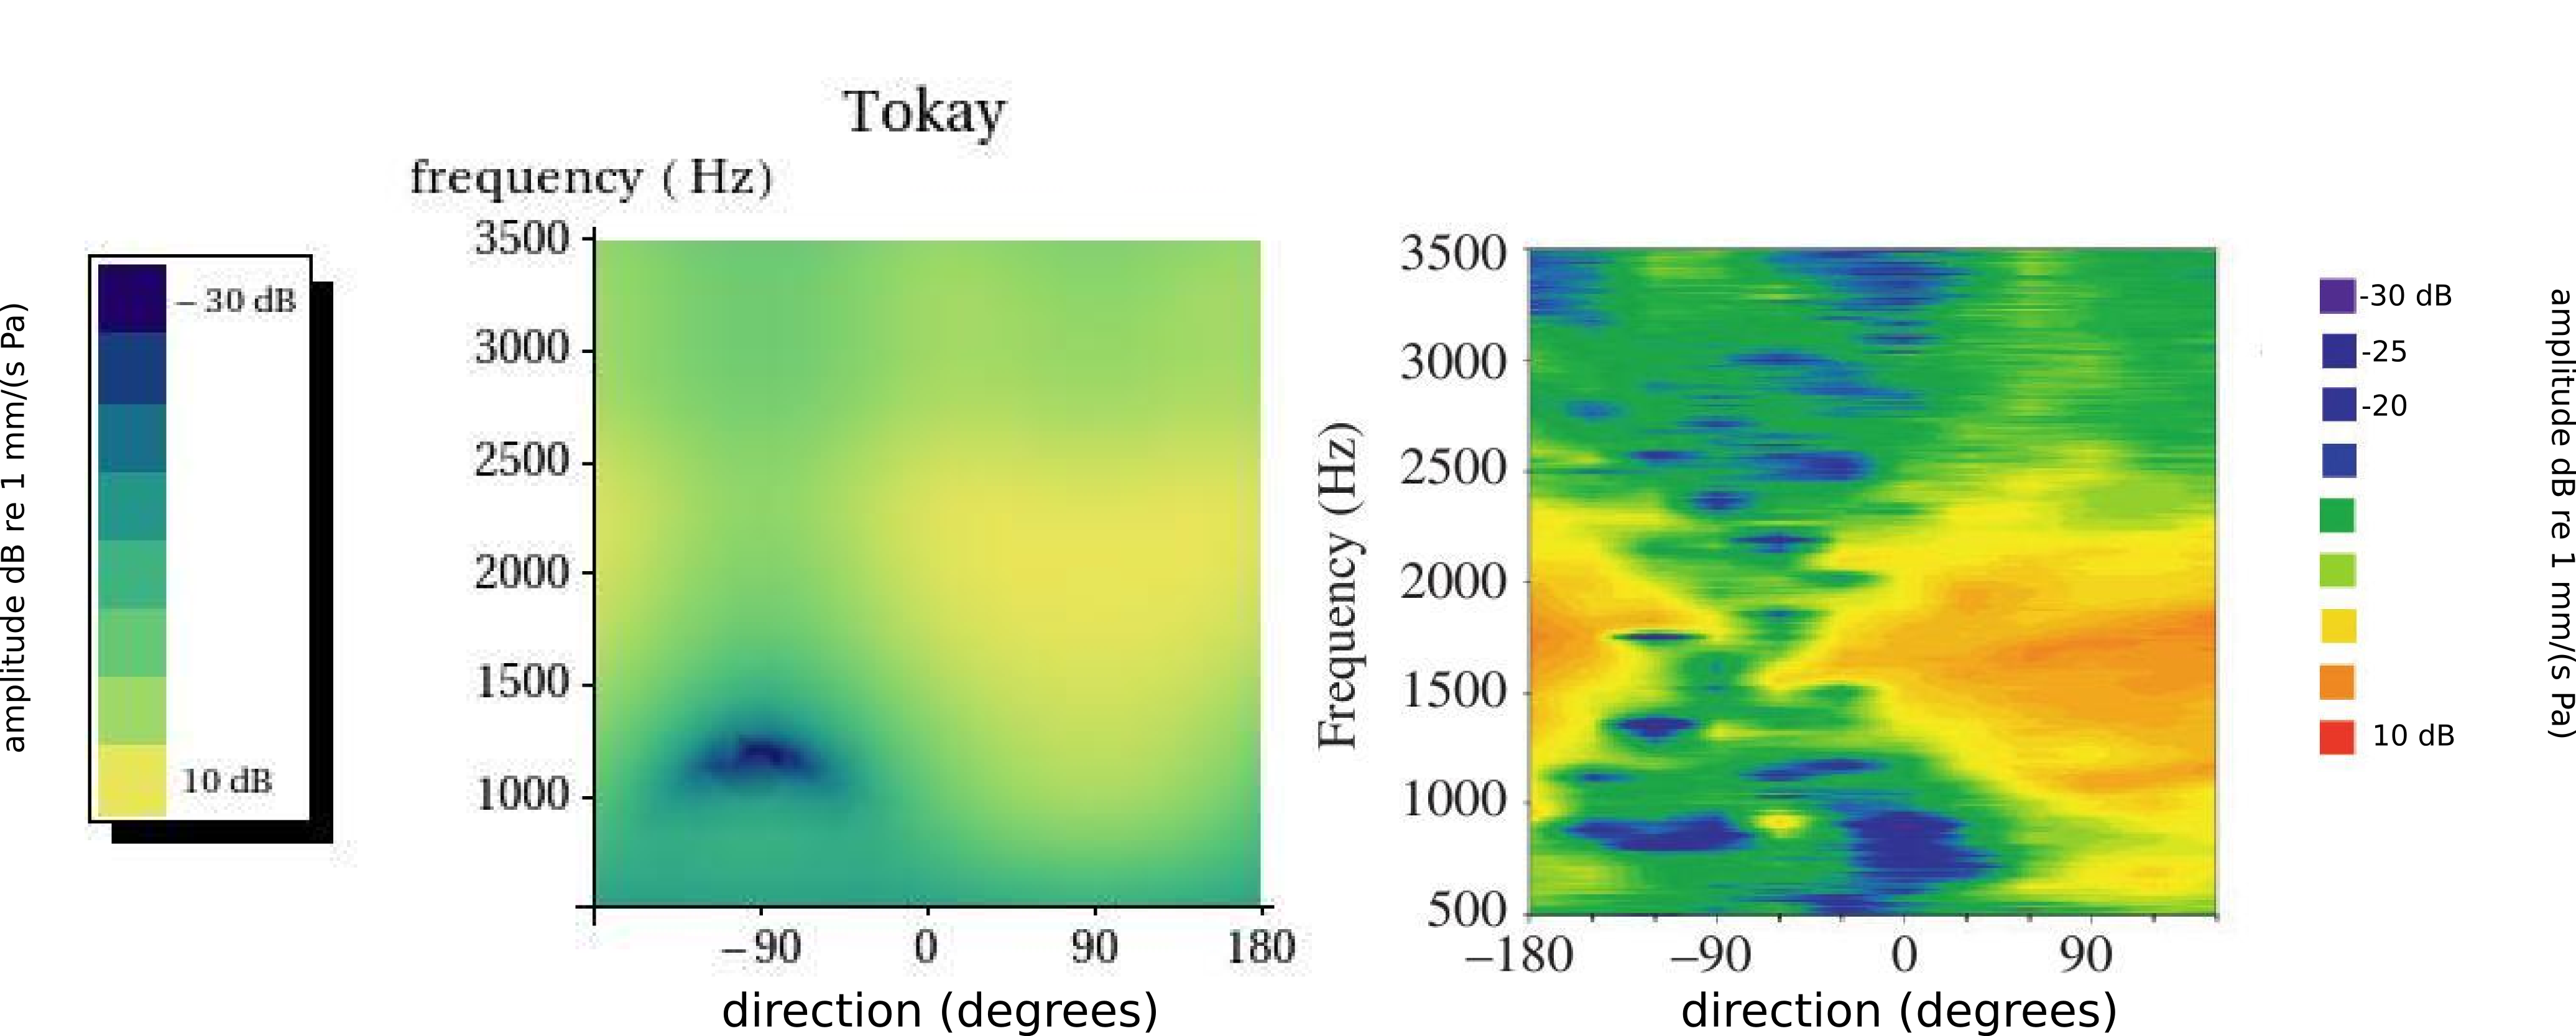 Tokay
frequency ( Hz)
amplitude dB re 1 mm/(s Pa)
– 30 dB
10 dB
3500
3000
2500
2000
1500
1000
–90
0
90
180
direction (degrees)
Frequency (Hz)
3500
3000
2500
2000
1500
1000
500
–180
–90
0
90
direction (degrees)
-30 dB
-25
-20
10 dB
amplitude dB re 1 mm/(s Pa)